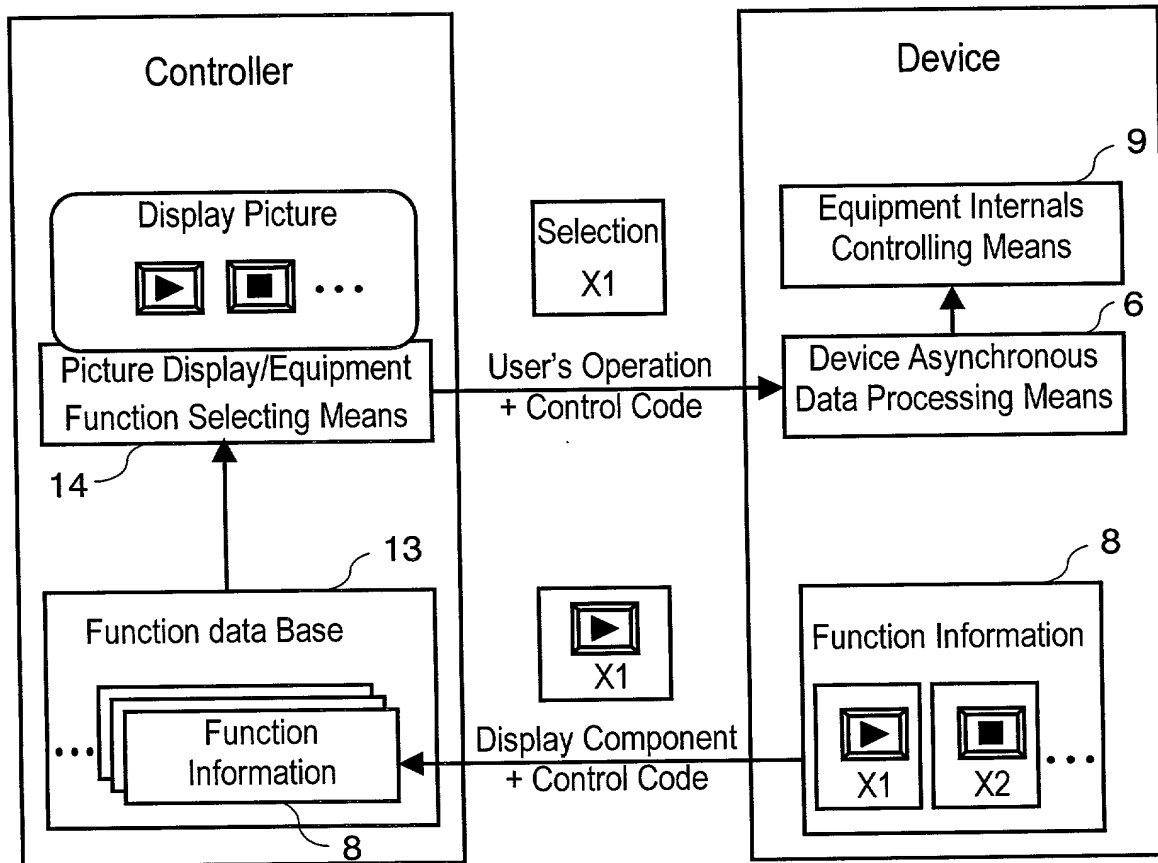 Controller
Display Picture
Picture Display/Equipment
Function Selecting Means
14
13
Function data Base
Function
Information
8
Selection
X1
User's Operation
+ Control Code
X1
Display Component
+ Control Code
Device
9
Equipment Internals
Controlling Means
6
Device Asynchronous
Data Processing Means
8
Function Information
X1
X2